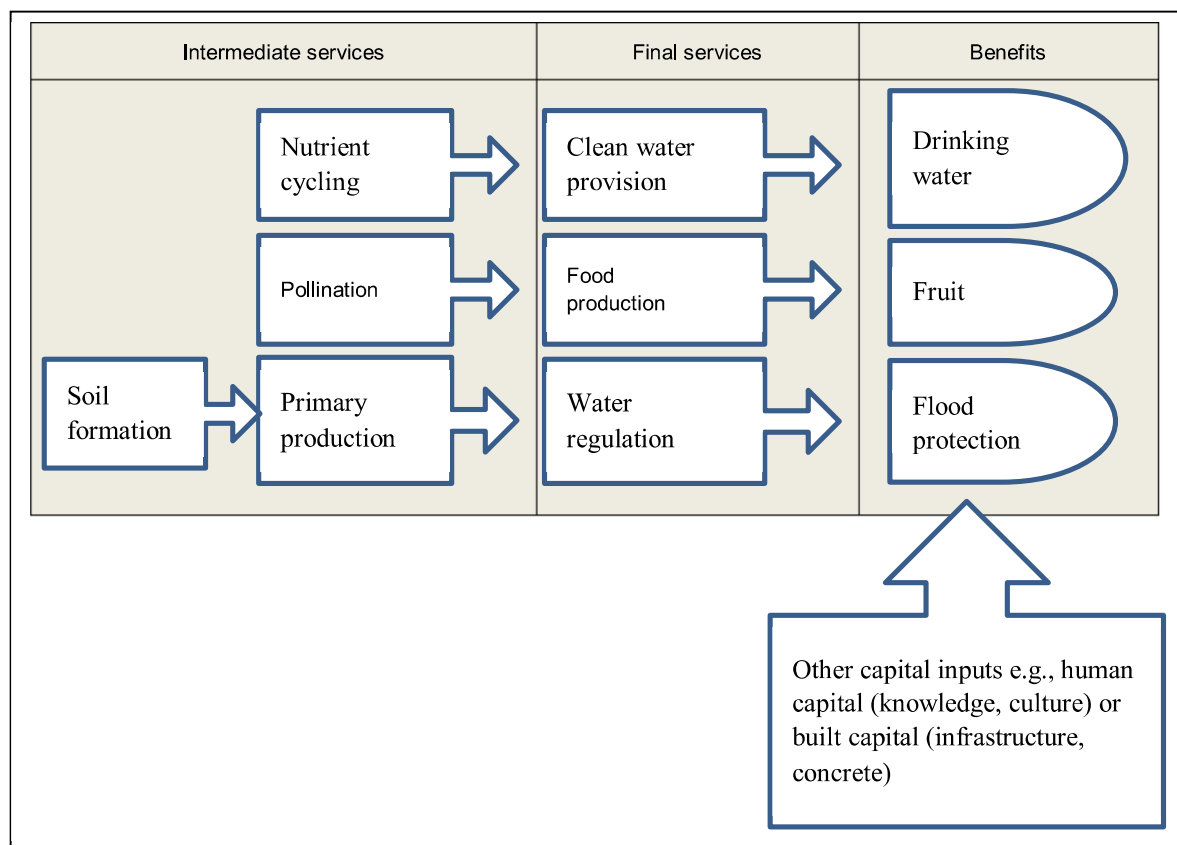 Intermediate services
Final services
Benefits
Nutrient
cycling
Clean water
provision
Drinking
water
Pollination
Food
production
Fruit
Soil
formation
Primary
production
Water
regulation
Flood
protection
Other capital inputs e.g., human
capital (knowledge, culture) or
built capital (infrastructure,
concrete)